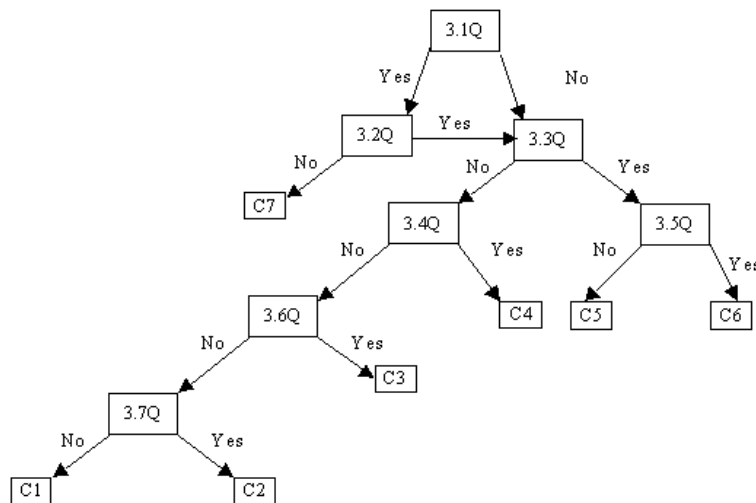 3.1Q
Yes
No
3.2Q
Yes
3.3Q
No
No
Yes
C7
3.4Q
3.5Q
No
Yes
No
Yes
3.6Q
C4
C5
C6
No
Yes
C3
3.7Q
No
Yes
C1
C2